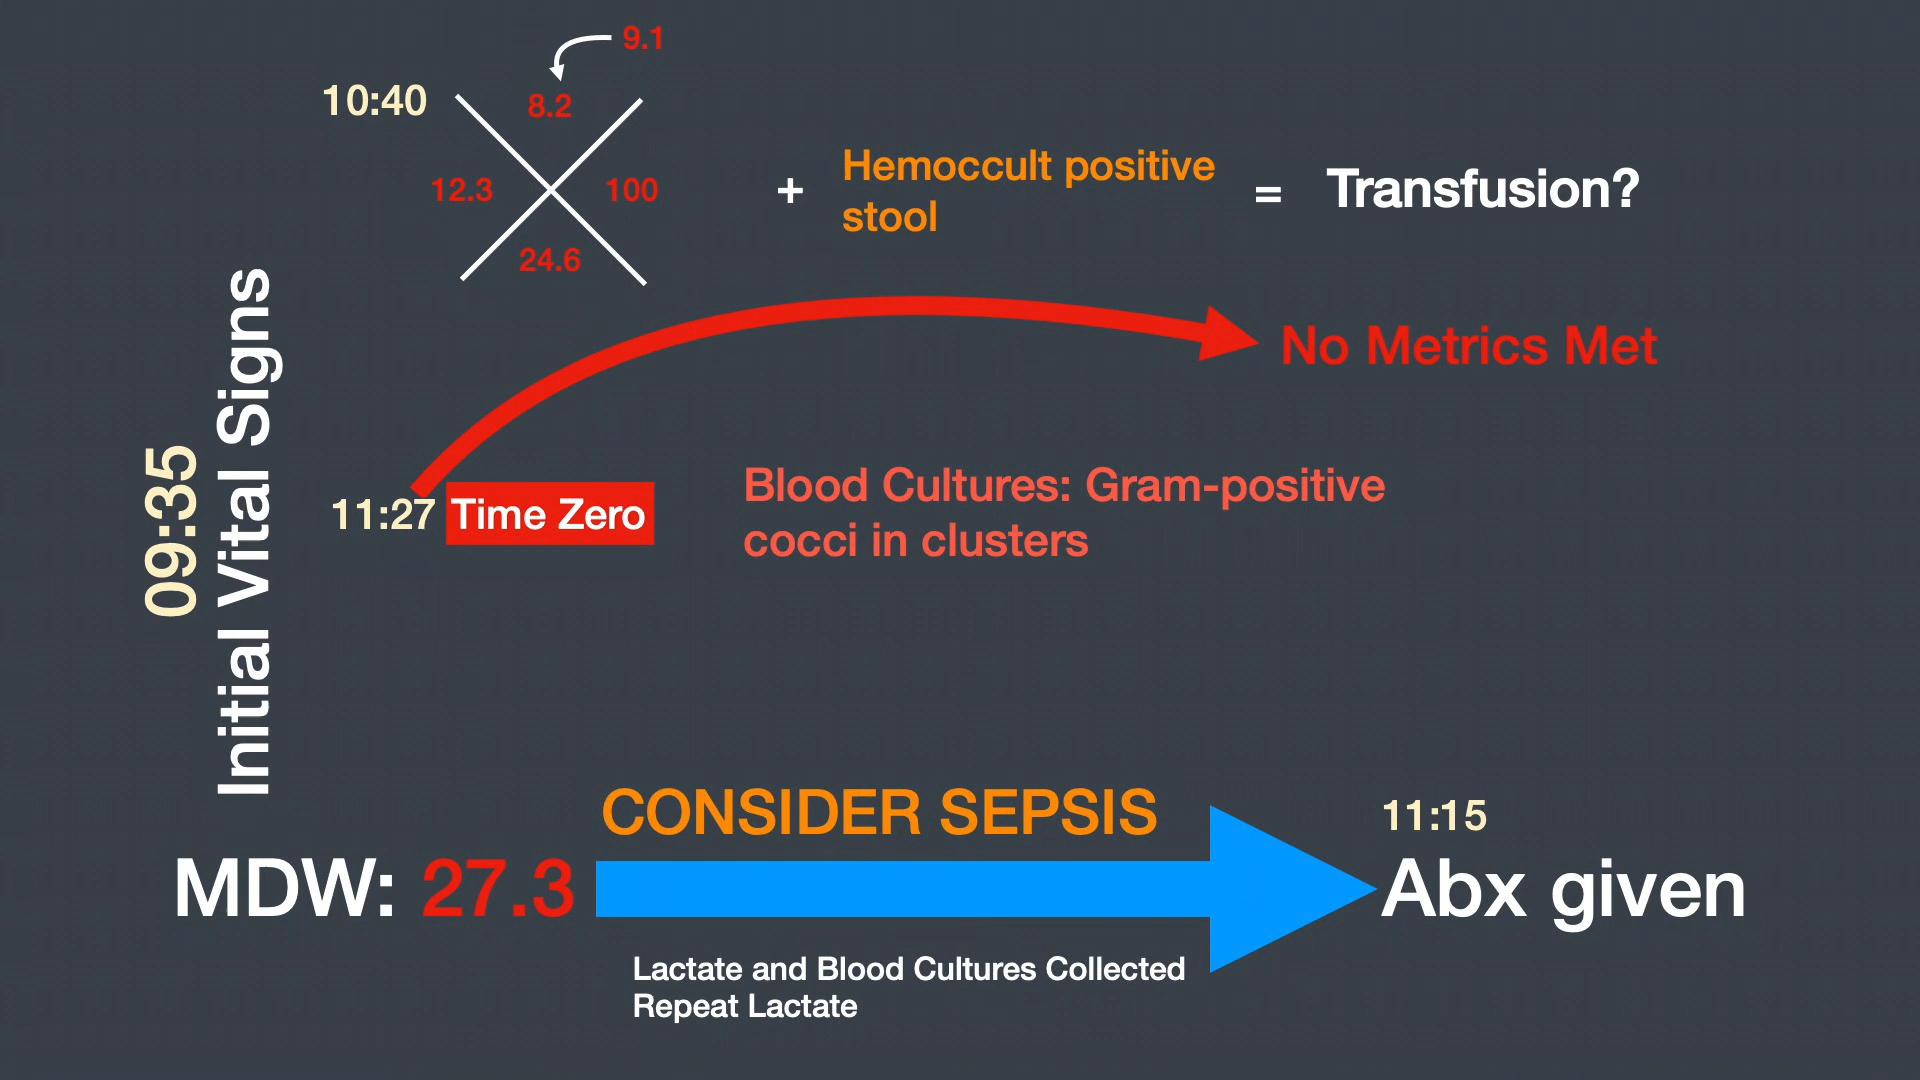 9.1
10:40
8.2
12.3
100
24.6
+
Hemoccult positive
stool
=
Transfusion?
No Metrics Met
09:35
Initial Vital Signs
11:27
Time Zero
Blood Cultures: Gram-positive
cocci in clusters
CONSIDER SEPSIS
11:15
MDW: 27.3
Abx given
Lactate and Blood Cultures Collected
Repeat Lactate